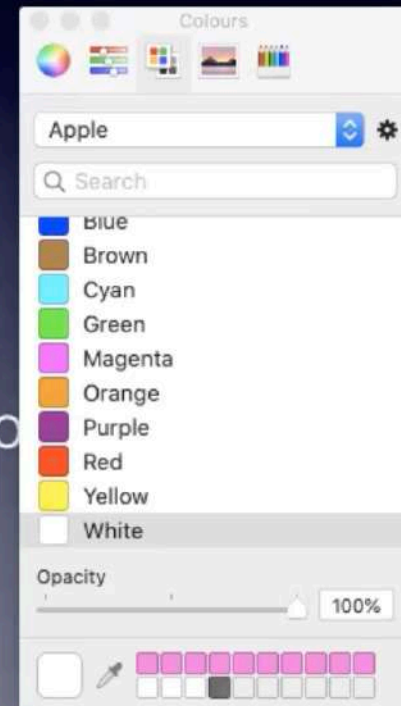 Colours
Apple
Search
Blue
Brown
Cyan
Green
Magenta
Orange
Purple
Red
Yellow
White
Opacity
100%